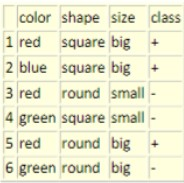 color shape size class
1 red square big +
2 blue square big +
3 red round small -
4 green square small -
5 red round big +
6 green round big -